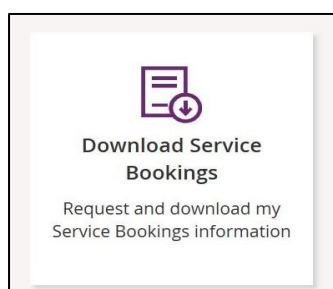 Download Service
Bookings
Request and download my
Service Bookings information